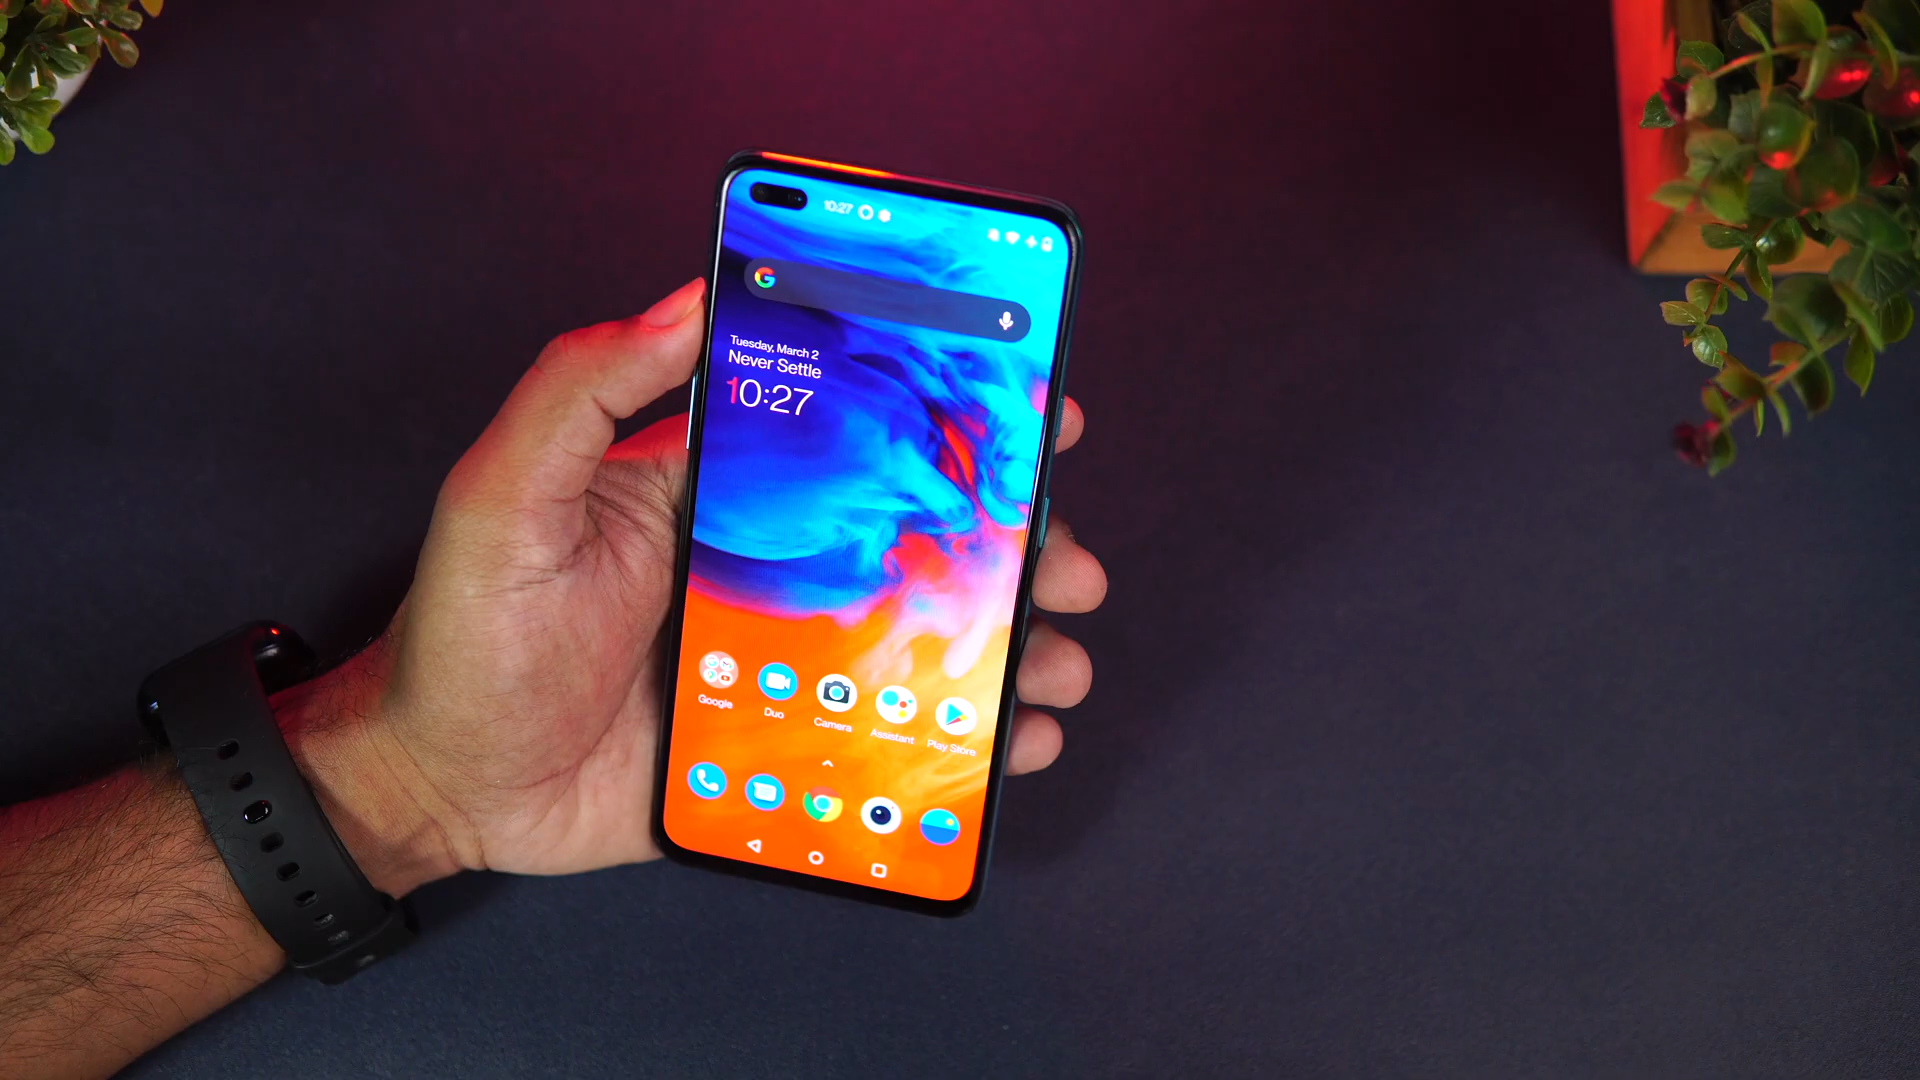 10:27
G
Tuesday, March 2
Never Settle
10:27
Google
Duo
Camera
Assistant
Play Store